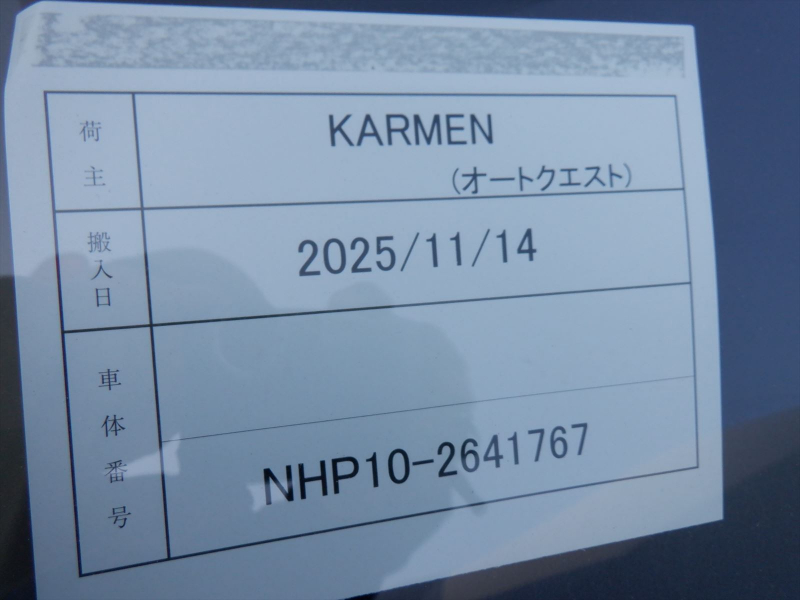 荷主
KARMEN
(オートクエスト)
搬入日
2025/11/14
車体番号
NHP10-2641767